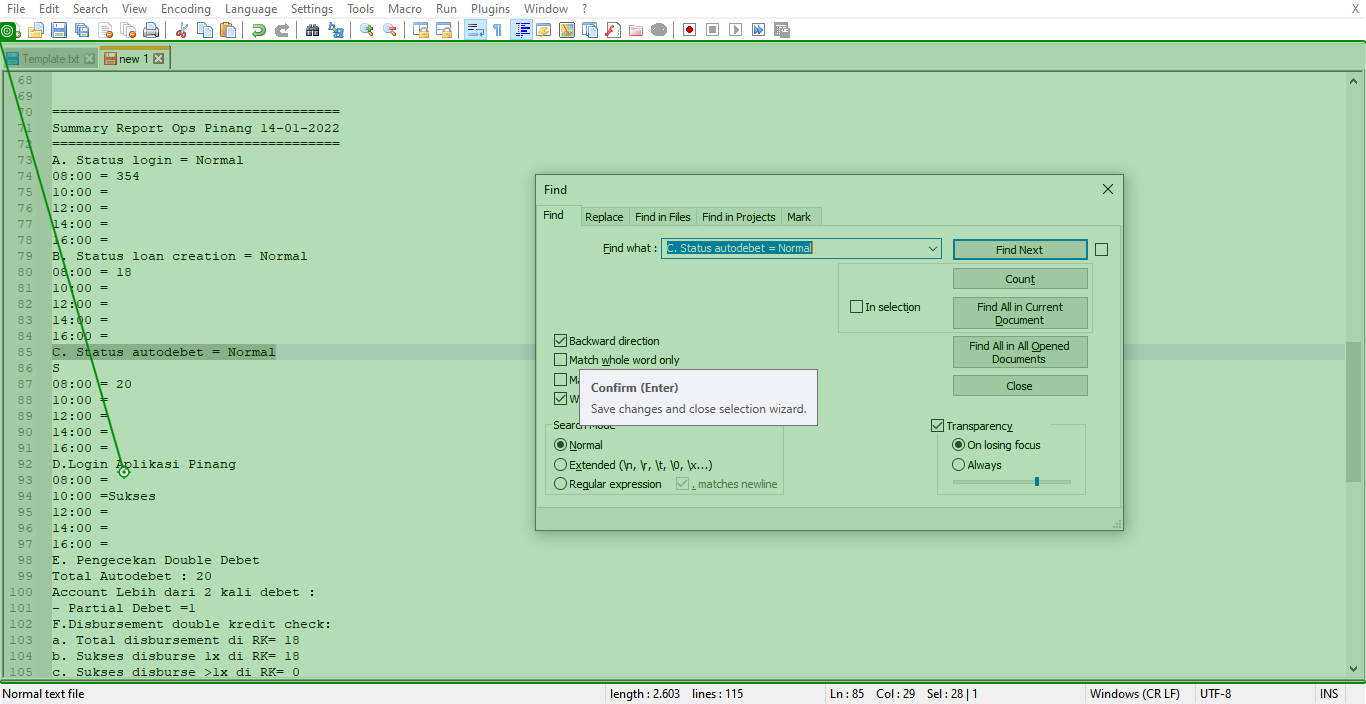 File Edit Search View Encoding Language Settings Tools Macro Run Plugins Window ? X
Template.txt new 1
68
69
70 ====================================
71 Summary Report Ops Pinang 14-01-2022
72 ====================================
73 A. Status login = Normal
74 08:00 = 354
75 10:00 =
76 12:00 =
77 14:00 =
78 16:00 =
79 B. Status loan creation = Normal
80 08:00 = 18
81 10:00 =
82 12:00 =
83 14:00 =
84 16:00 =
85 C. Status autodebet = Normal
86 S
87 08:00 = 20
88 10:00 =
89 12:00 =
90 14:00 =
91 16:00 =
92 D.Login Aplikasi Pinang
93 08:00 =
94 10:00 =Sukses
95 12:00 =
96 14:00 =
97 16:00 =
98 E. Pengecekan Double Debet
99 Total Autodebet : 20
100 Account Lebih dari 2 kali debet :
101 - Partial Debet =1
102 F.Disbursement double kredit check:
103 a. Total disbursement di RK= 18
104 b. Sukses disburse 1x di RK= 18
105 c. Sukses disburse >1x di RK= 0
Find
Find Replace Find in Files Find in Projects Mark
Find what : C. Status autodebet = Normal
Find Next
Count
In selection
Find All in Current
Document
Find All in All Opened
Documents
Close
Backward direction
Match whole word only
Ma
W
Confirm (Enter)
Save changes and close selection wizard.
Search Mode
Normal
Extended (\n, \r, \t, \0, \x...)
Regular expression . matches newline
Transparency
On losing focus
Always
Normal text file length : 2.603 lines : 115 Ln : 85 Col : 29 Sel : 28 | 1 Windows (CR LF) UTF-8 INS